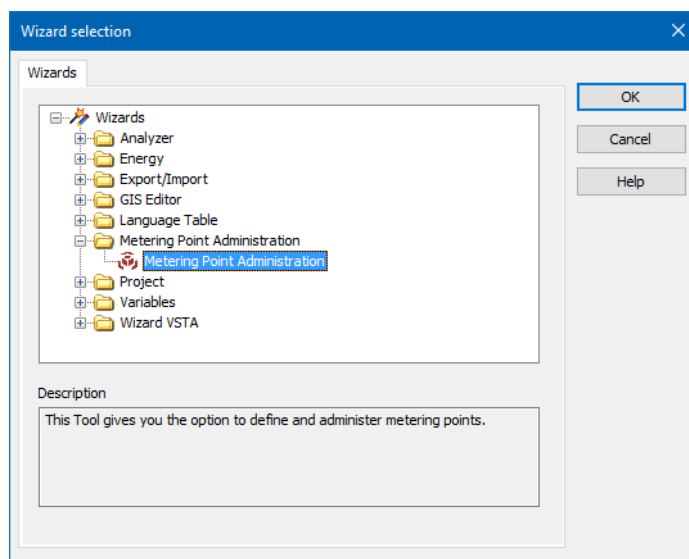 Wizard selection
Wizards
OK
Cancel
Help
Wizards
Analyzer
Energy
Export/Import
GIS Editor
Language Table
Metering Point Administration
Metering Point Administration
Project
Variables
Wizard VSTA
Description
This Tool gives you the option to define and administer metering points.